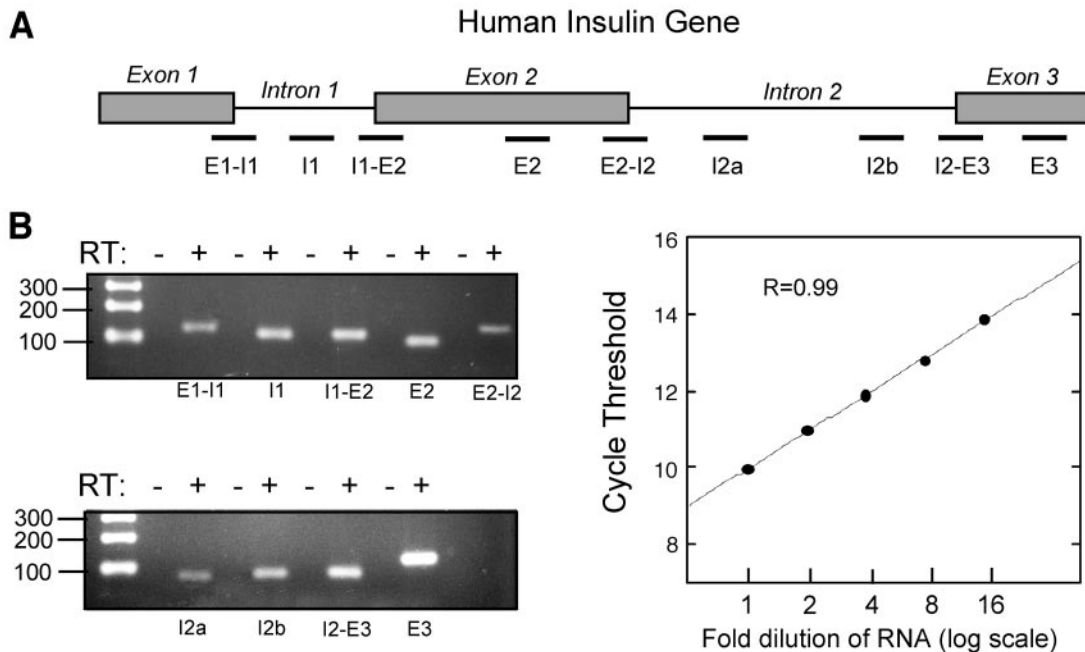 A
Human Insulin Gene
Exon 1
Intron 1
Exon 2
Intron 2
Exon 3
E1-I1 I1 I1-E2 E2 E2-I2 I2a I2b I2-E3 E3
B
RT: - + - + - + - + - +
300
200
100
E1-I1 I1 I1-E2 E2 E2-I2
RT: - + - + - + - +
300
200
100
I2a I2b I2-E3 E3
16
14
12
10
8
Cycle Threshold
R=0.99
1 2 4 8 16
Fold dilution of RNA (log scale)